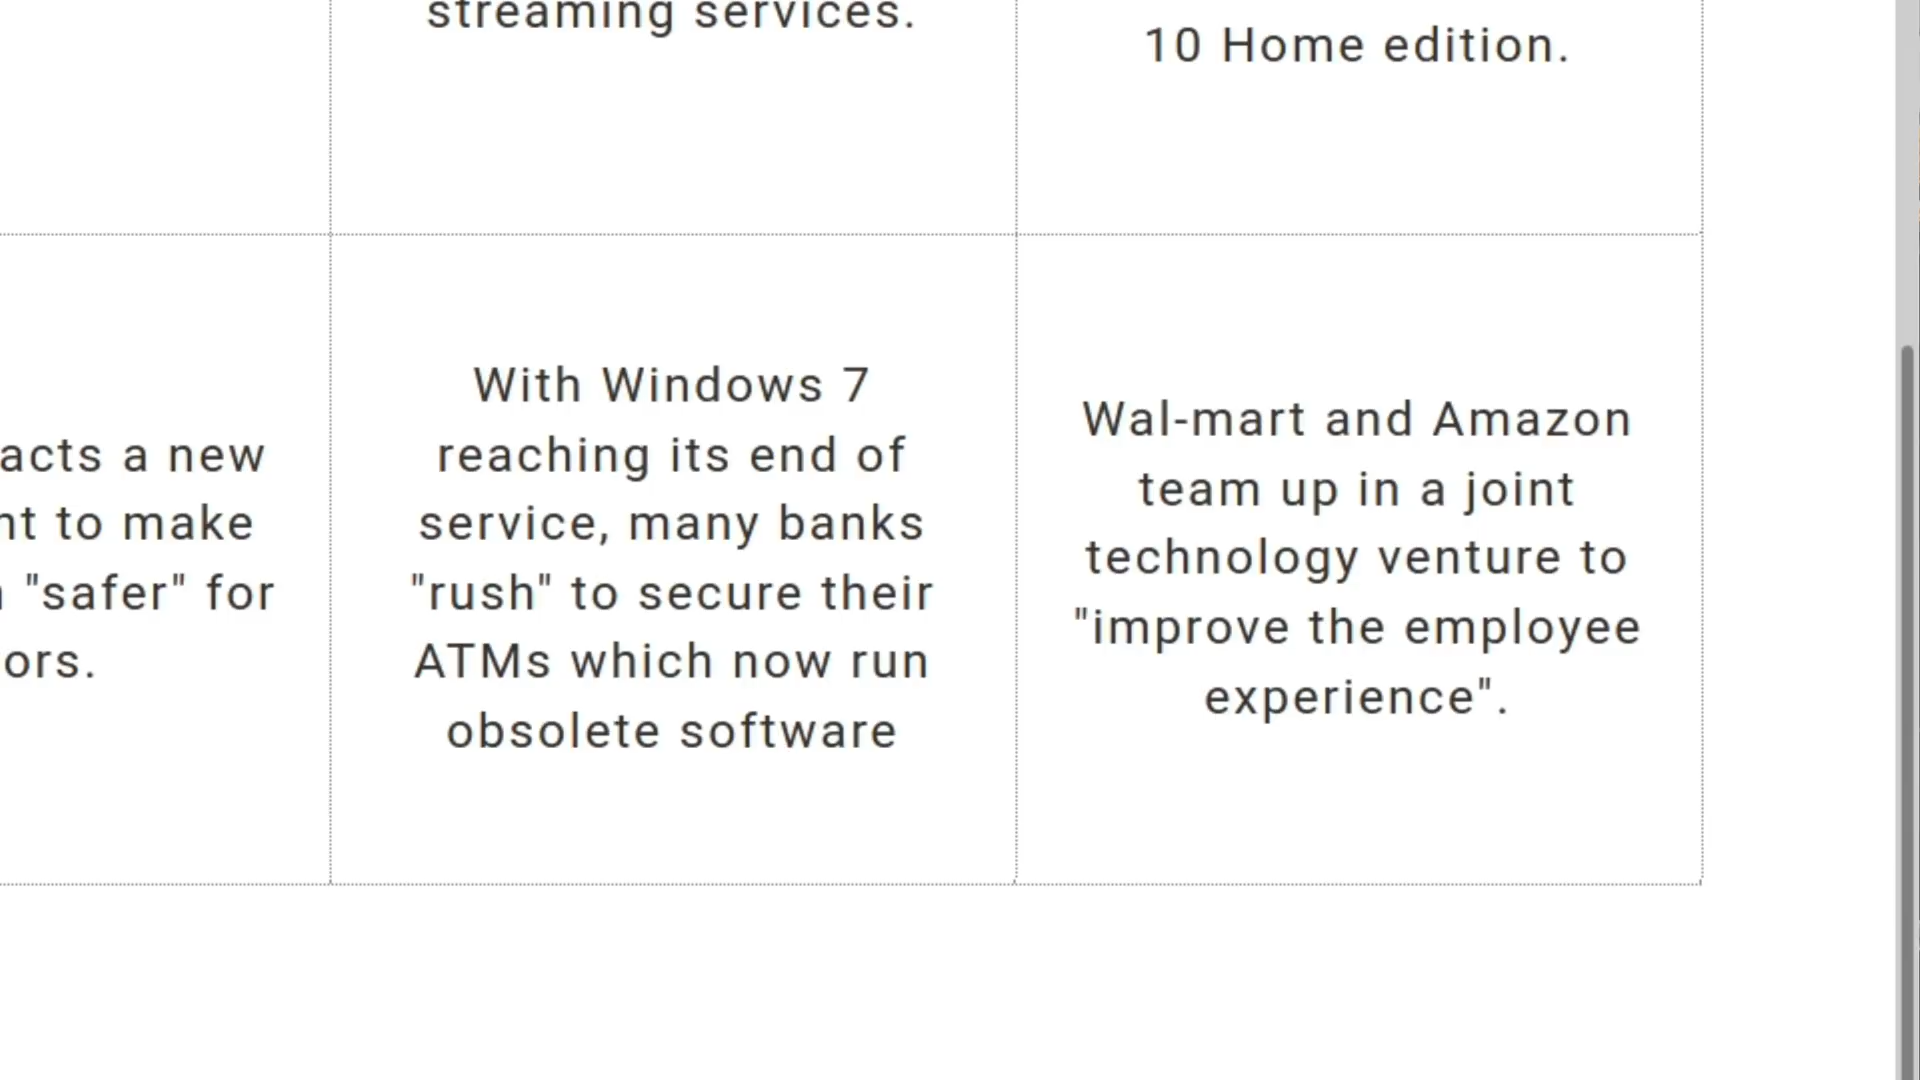 streaming services.
10 Home edition.
acts a new
to make
"safer" for
With Windows 7
reaching its end of
service, many banks
"rush" to secure their
ATMs which now run
obsolete software
Wal-mart and Amazon
team up in a joint
technology venture to
"improve the employee
experience".